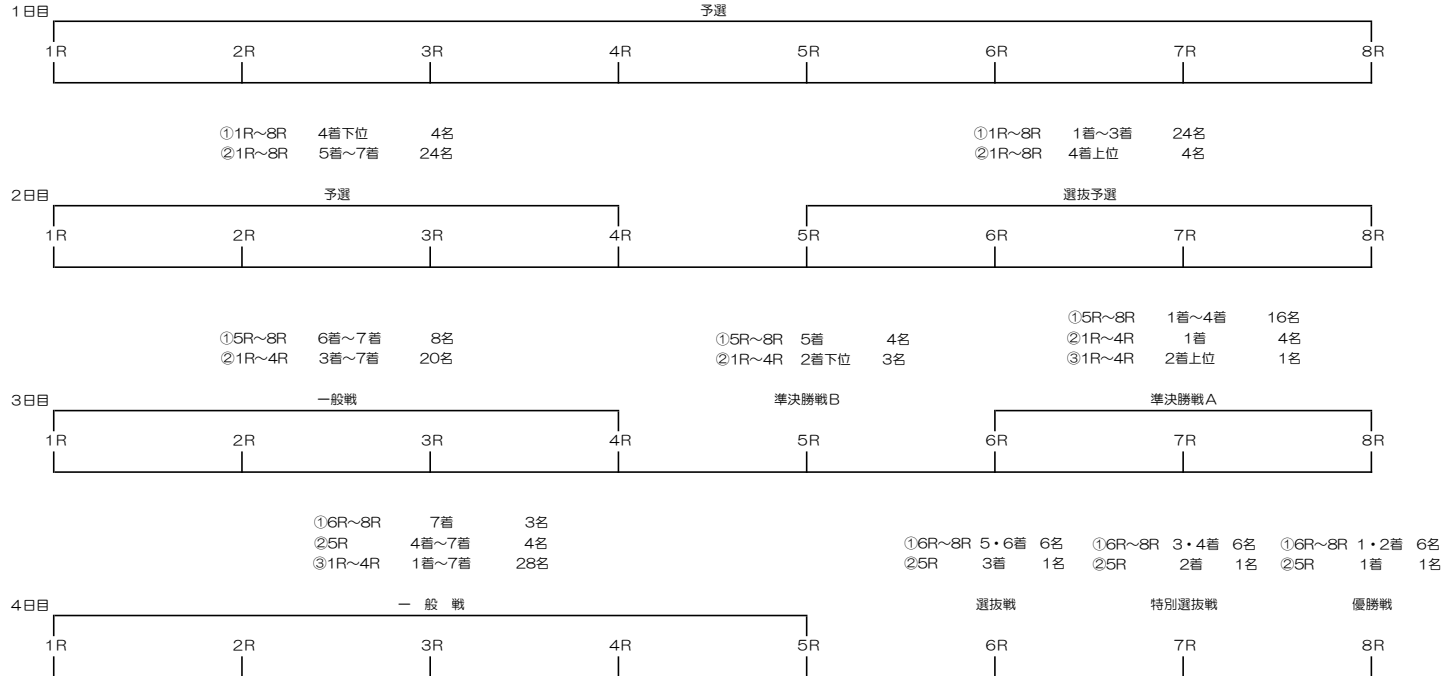 1日目
予選
1R 2R 3R 4R 5R 6R 7R 8R
①1R～8R 4着下位 4名
②1R～8R 5着～7着 24名
①1R～8R 1着～3着 24名
②1R～8R 4着上位 4名
2日目
予選 選抜予選
1R 2R 3R 4R 5R 6R 7R 8R
①5R～8R 6着～7着 8名
②1R～4R 3着～7着 20名
①5R～8R 5着 4名
②1R～4R 2着下位 3名
①5R～8R 1着～4着 16名
②1R～4R 1着 4名
③1R～4R 2着上位 1名
3日目
一般戦 準決勝戦B 準決勝戦A
1R 2R 3R 4R 5R 6R 7R 8R
①6R～8R 7着 3名
②5R 4着～7着 4名
③1R～4R 1着～7着 28名
①6R～8R 5・6着 6名
②5R 3着 1名
①6R～8R 3・4着 6名
②5R 2着 1名
①6R～8R 1・2着 6名
②5R 1着 1名
4日目
一 般 戦 選抜戦 特別選抜戦 優勝戦
1R 2R 3R 4R 5R 6R 7R 8R